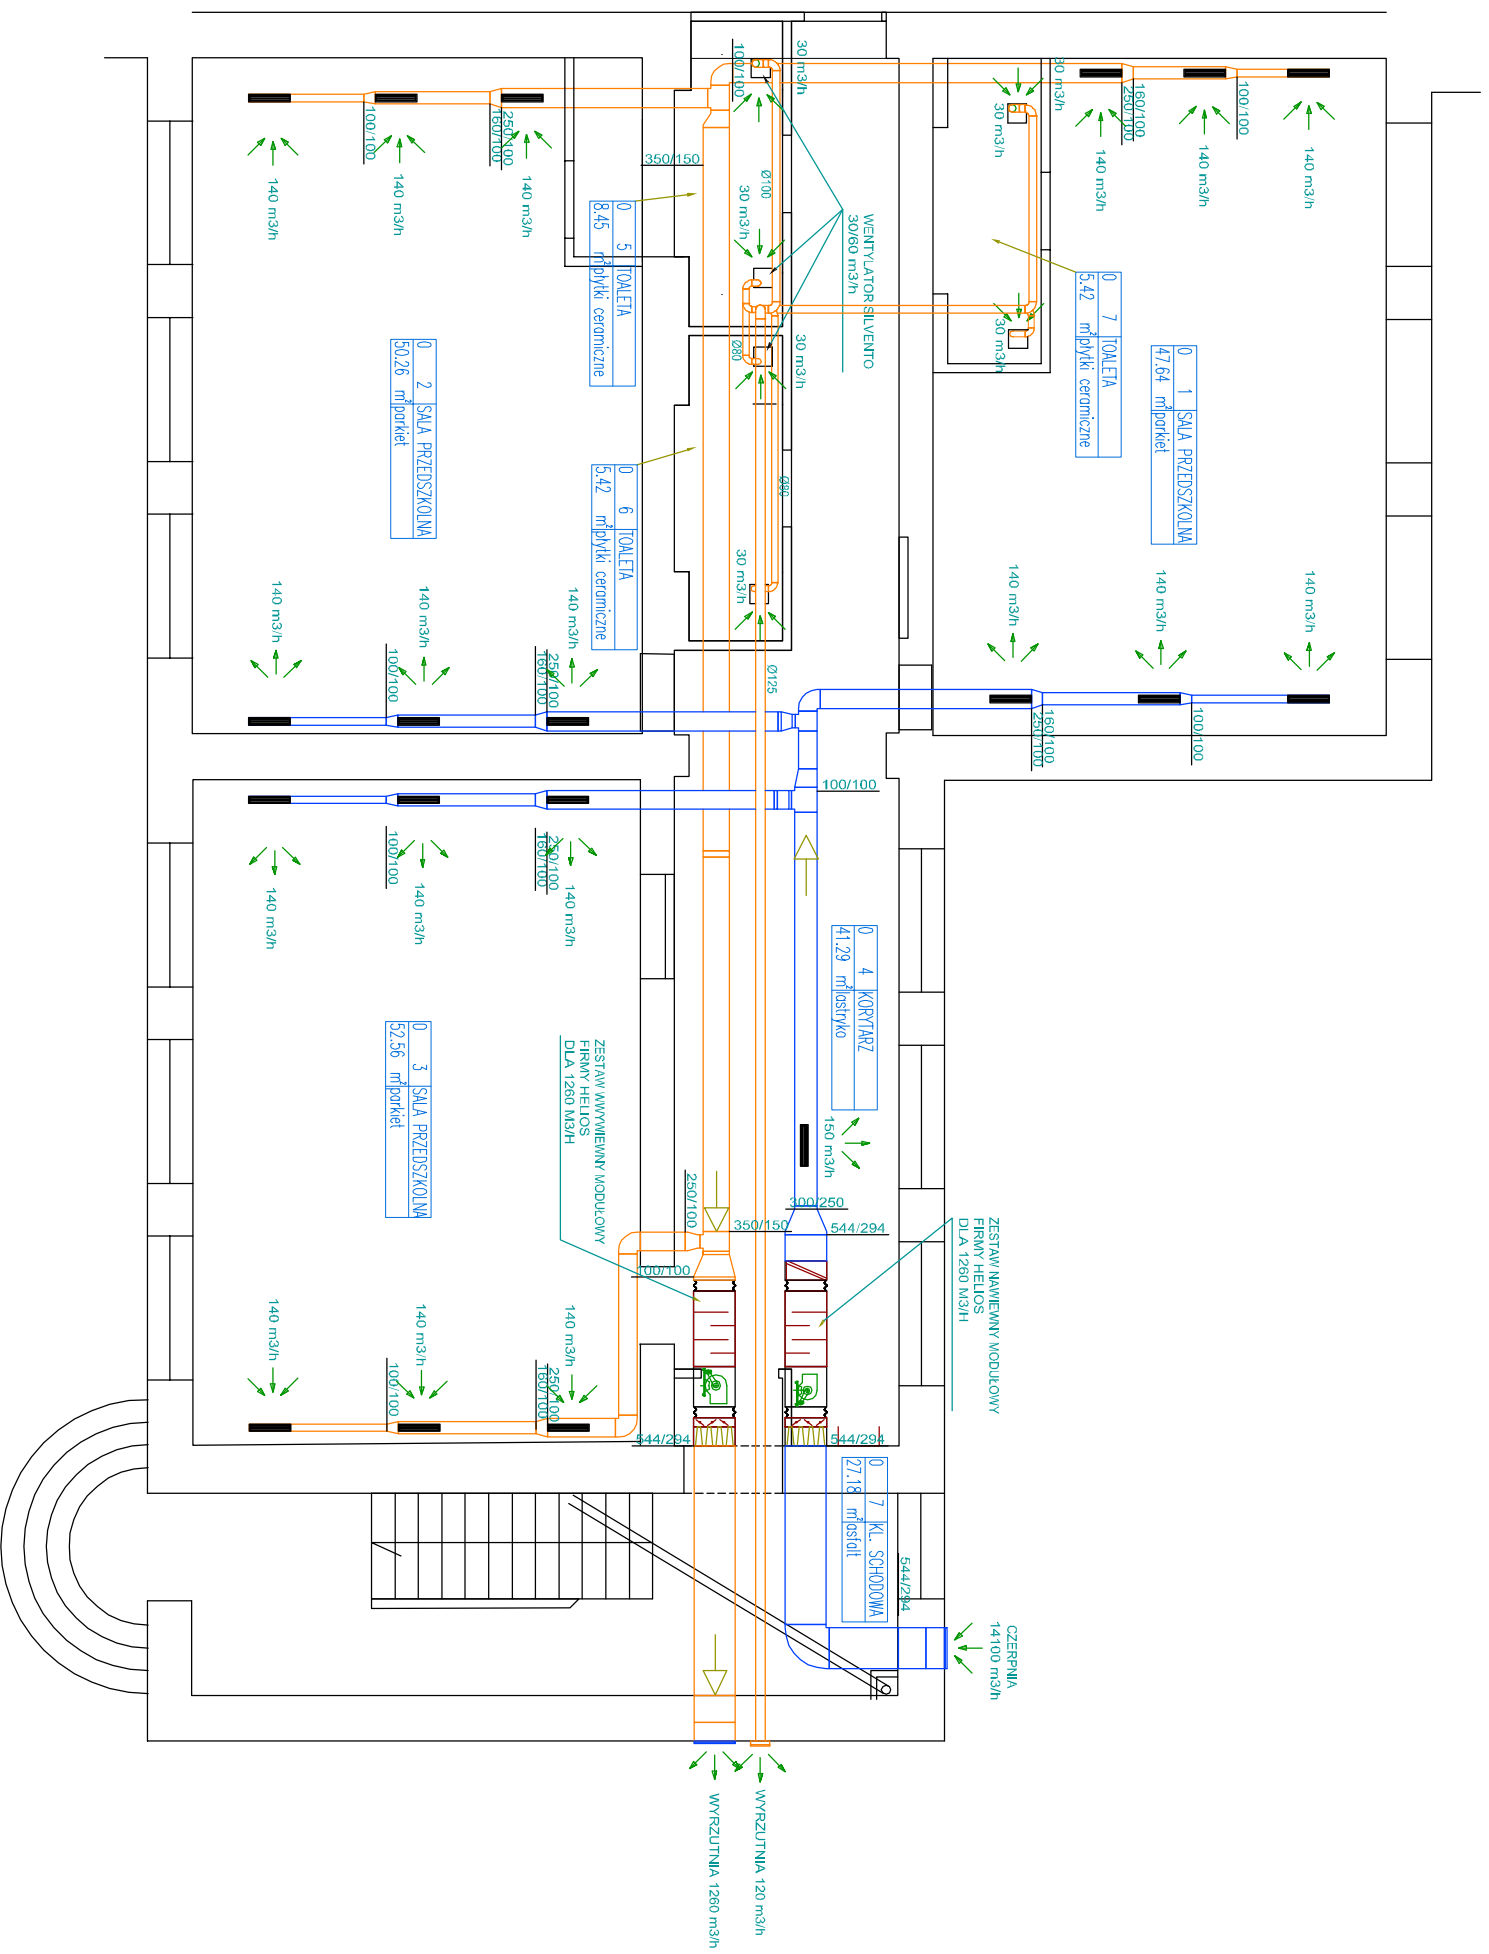 30 m3/h
100/100
30 m3/h
30 m3/h
160/100
250/100
100/100
140 m3/h
140 m3/h
140 m3/h
100/100
250/100
160/100
140 m3/h
140 m3/h
140 m3/h
350/150
Ø100
30 m3/h
WENTYLATOR SILVENTO
30/60 m3/h
0 5 TOALETA
8.45 m² płytki ceramiczne
0 7 TOALETA
5.42 m² płytki ceramiczne
30 m3/h
30 m3/h
Ø80
0 1 SALA PRZEDSZKOLNA
47.64 m² parkiet
0 2 SALA PRZEDSZKOLNA
50.26 m² parkiet
0 6 TOALETA
5.42 m² płytki ceramiczne
Ø80
30 m3/h
140 m3/h
140 m3/h
140 m3/h
140 m3/h
140 m3/h
140 m3/h
100/100
250/100
160/100
Ø125
160/100
250/100
100/100
100/100
100/100
250/100
160/100
140 m3/h
140 m3/h
140 m3/h
0 4 KORYTARZ
41.29 m² lastryko
0 3 SALA PRZEDSZKOLNA
52.56 m² parkiet
ZESTAW WWYWIEWNY MODUŁOWY
FIRMY HELIOS
DLA 1260 M3/H
150 m3/h
250/100
300/250
350/150
544/294
ZESTAW NAWIEWNY MODUŁOWY
FIRMY HELIOS
DLA 1260 M3/H
100/100
140 m3/h
140 m3/h
140 m3/h
100/100
250/100
160/100
544/294
544/294
0 7 KL. SCHODOWA
27.18 m² asfalt
544/294
CZERPNIA
14100 m3/h
WYRZUTNIA 120 m3/h
WYRZUTNIA 1260 m3/h